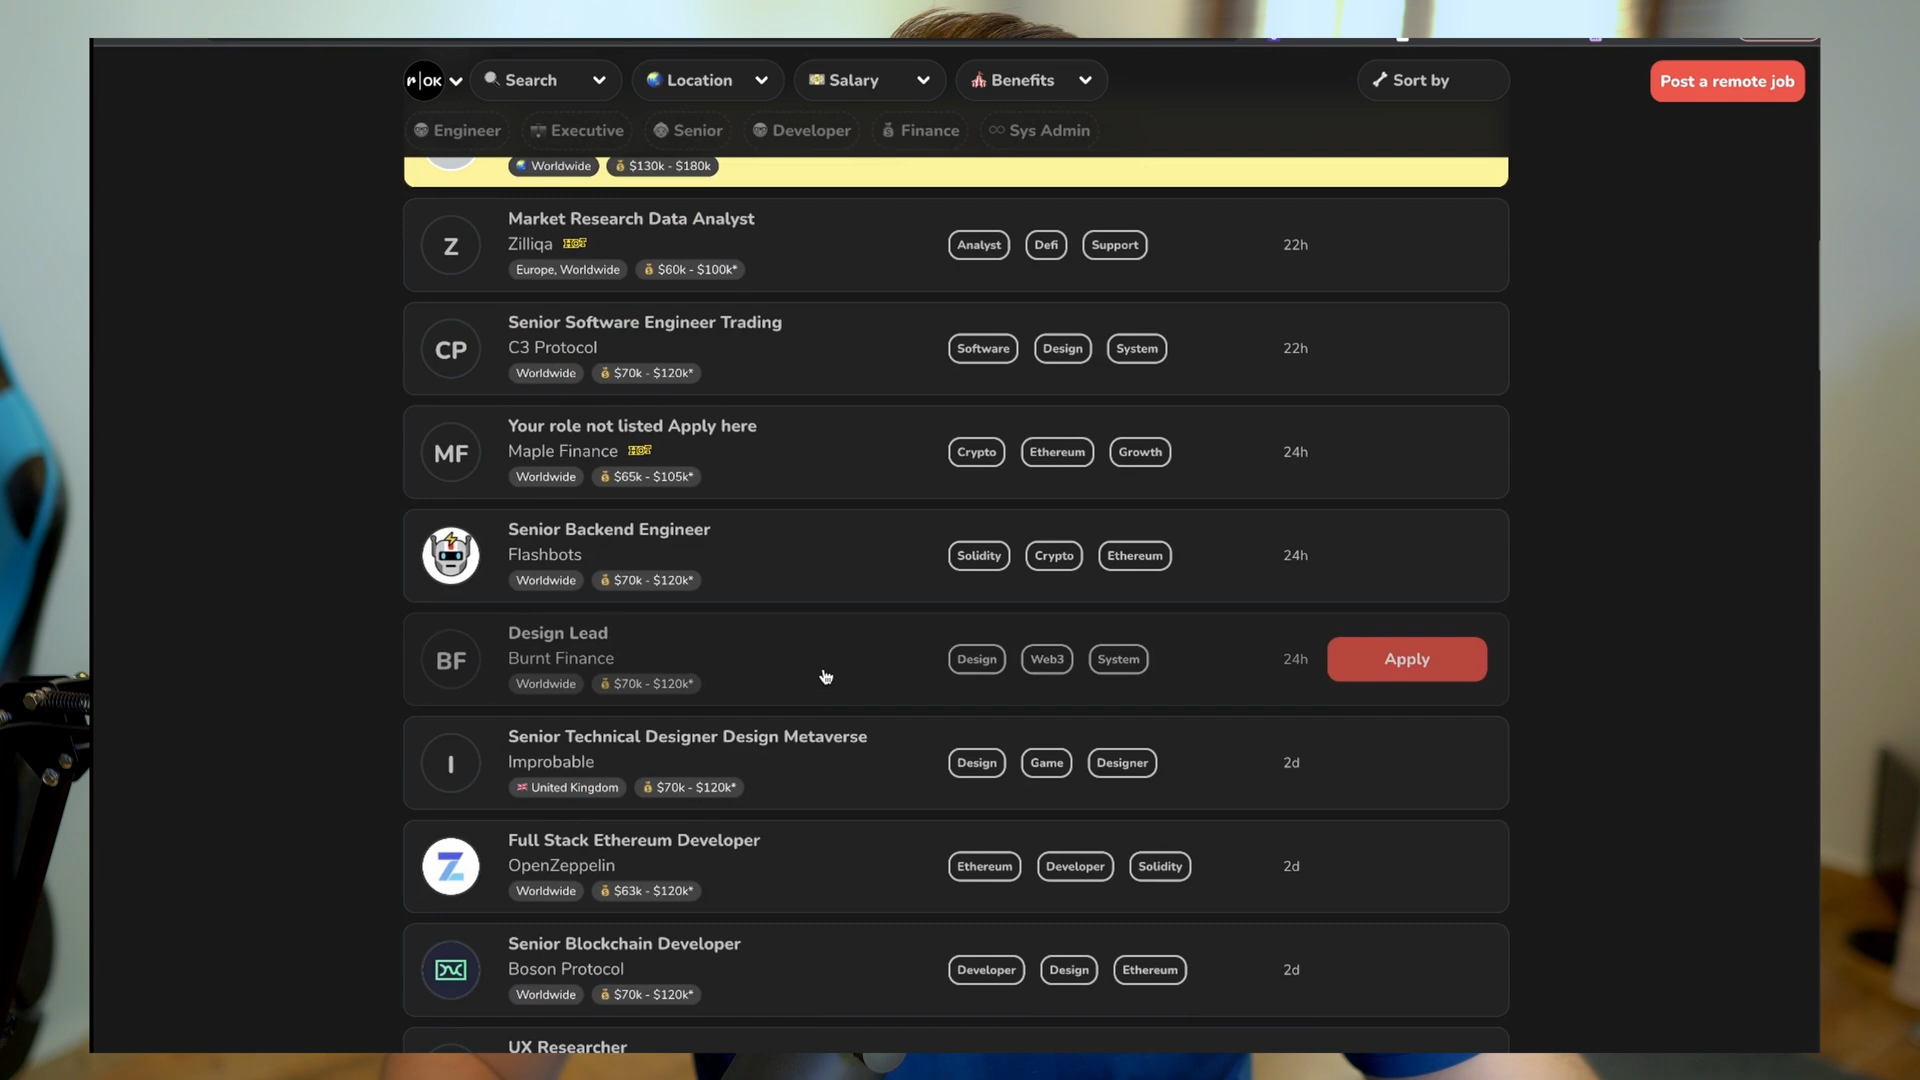 r|OK
Search
Location
Salary
Benefits
Sort by
Post a remote job
Engineer
Executive
Senior
Developer
Finance
Sys Admin
Worldwide
$130k - $180k
Market Research Data Analyst
Z
Zilliqa HOT
Europe, Worldwide
$60k - $100k*
Analyst
Defi
Support
22h
Senior Software Engineer Trading
CP
C3 Protocol
Worldwide
$70k - $120k*
Software
Design
System
22h
Your role not listed Apply here
MF
Maple Finance HOT
Worldwide
$65k - $105k*
Crypto
Ethereum
Growth
24h
Senior Backend Engineer
Flashbots
Worldwide
$70k - $120k*
Solidity
Crypto
Ethereum
24h
Design Lead
BF
Burnt Finance
Worldwide
$70k - $120k*
Design
Web3
System
24h
Apply
Senior Technical Designer Design Metaverse
I
Improbable
United Kingdom
$70k - $120k*
Design
Game
Designer
2d
Full Stack Ethereum Developer
OpenZeppelin
Worldwide
$63k - $120k*
Ethereum
Developer
Solidity
2d
Senior Blockchain Developer
Boson Protocol
Worldwide
$70k - $120k*
Developer
Design
Ethereum
2d
UX Researcher